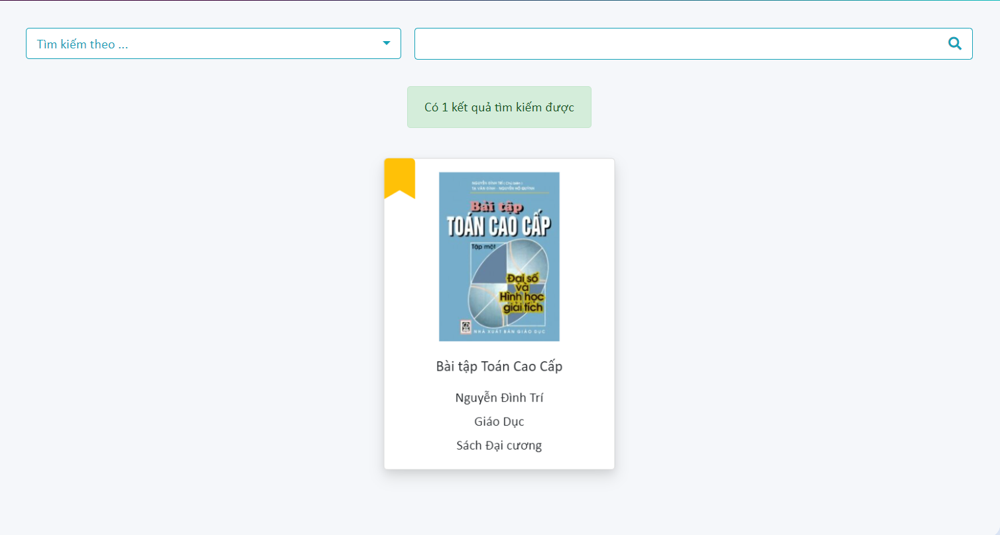 Tìm kiếm theo ...
Có 1 kết quả tìm kiếm được
NGUYỄN ĐÌNH TRÍ ( Chủ biên )
TẠ VĂN ĐĨNH - NGUYỄN HỒ QUỲNH
Bài tập
TOÁN CAO CẤP
Tập một
Đại số
và
Hình học
giải tích
NHÀ XUẤT BẢN GIÁO DỤC
Bài tập Toán Cao Cấp
Nguyễn Đình Trí
Giáo Dục
Sách Đại cương